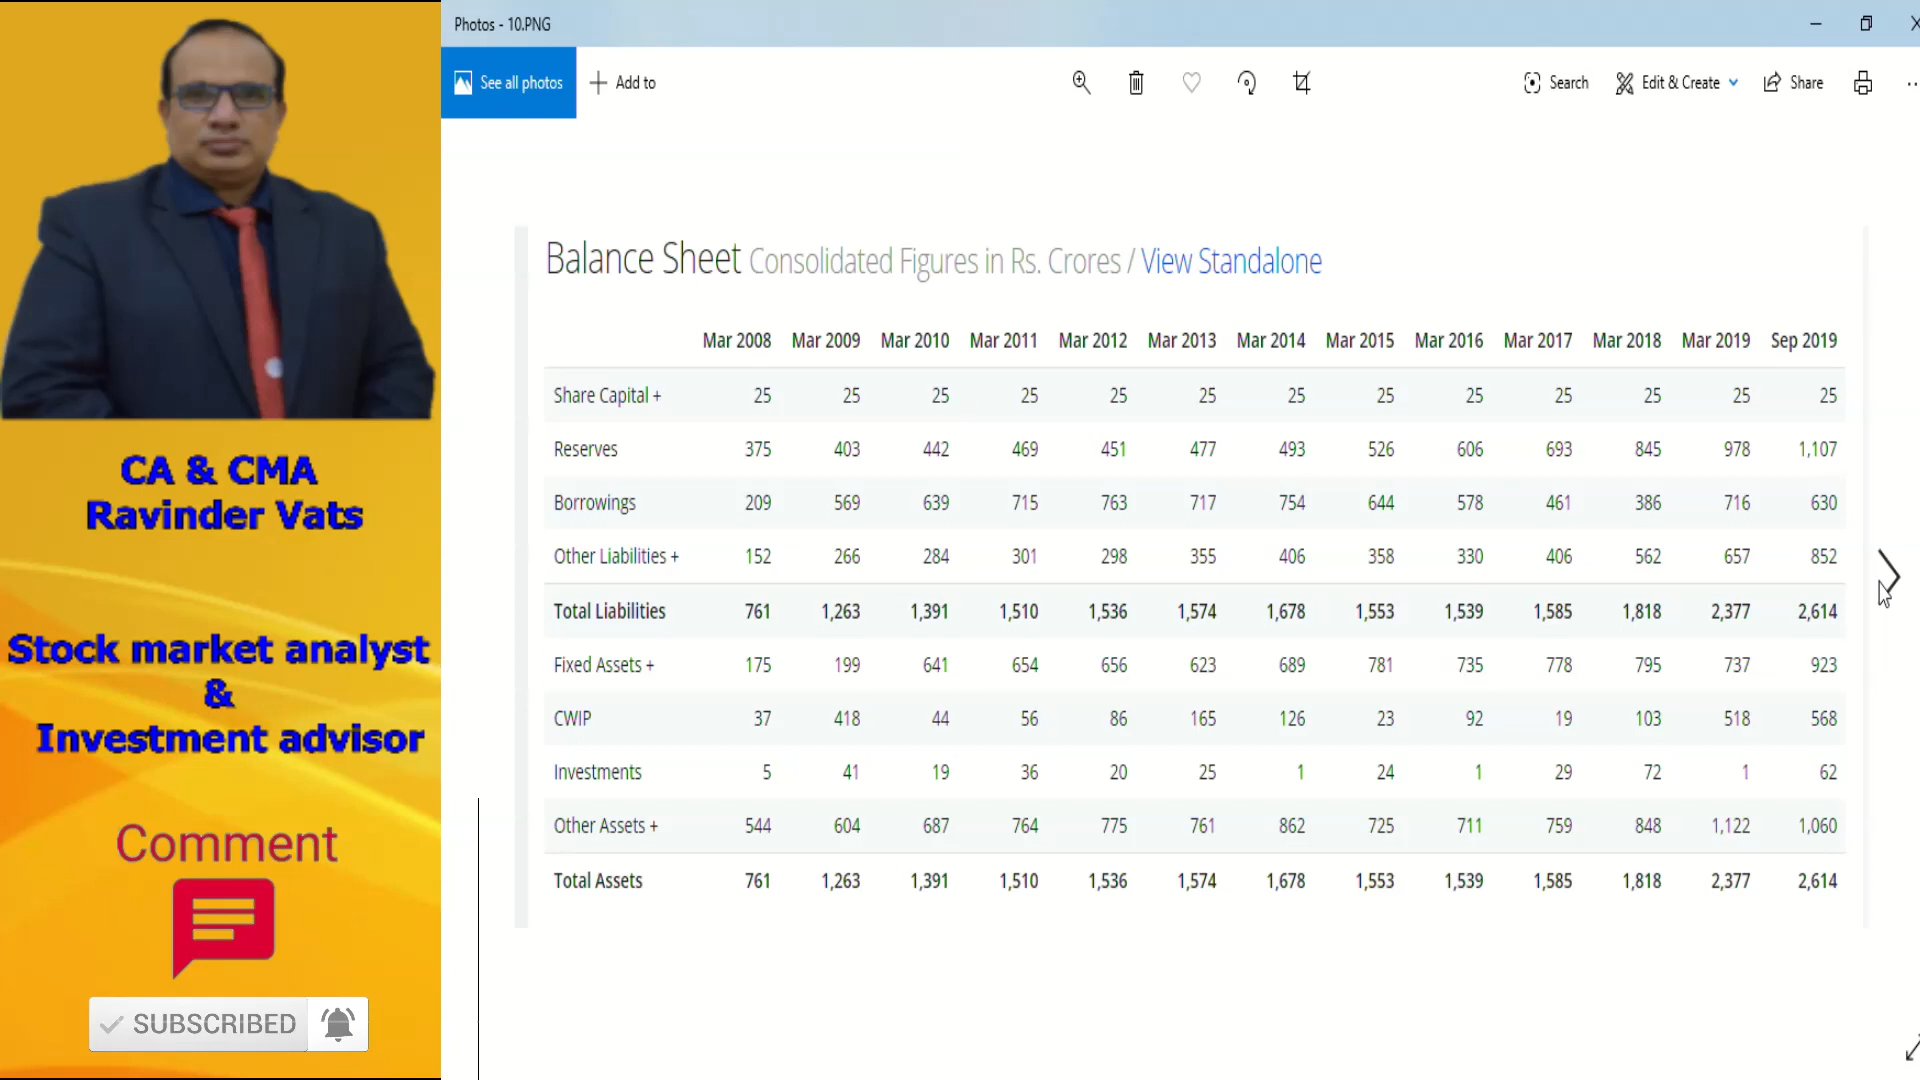 CA & CMA
Ravinder Vats
Stock market analyst
&
Investment advisor
Comment
SUBSCRIBED
Photos - 10.PNG
See all photos
Add to
Search
Edit & Create
Share
Balance Sheet Consolidated Figures in Rs. Crores / View Standalone
Mar 2008 Mar 2009 Mar 2010 Mar 2011 Mar 2012 Mar 2013 Mar 2014 Mar 2015 Mar 2016 Mar 2017 Mar 2018 Mar 2019 Sep 2019
Share Capital + 25 25 25 25 25 25 25 25 25 25 25 25 25
Reserves 375 403 442 469 451 477 493 526 606 693 845 978 1,107
Borrowings 209 569 639 715 763 717 754 644 578 461 386 716 630
Other Liabilities + 152 266 284 301 298 355 406 358 330 406 562 657 852
Total Liabilities 761 1,263 1,391 1,510 1,536 1,574 1,678 1,553 1,539 1,585 1,818 2,377 2,614
Fixed Assets + 175 199 641 654 656 623 689 781 735 778 795 737 923
CWIP 37 418 44 56 86 165 126 23 92 19 103 518 568
Investments 5 41 19 36 20 25 1 24 1 29 72 1 62
Other Assets + 544 604 687 764 775 761 862 725 711 759 848 1,122 1,060
Total Assets 761 1,263 1,391 1,510 1,536 1,574 1,678 1,553 1,539 1,585 1,818 2,377 2,614